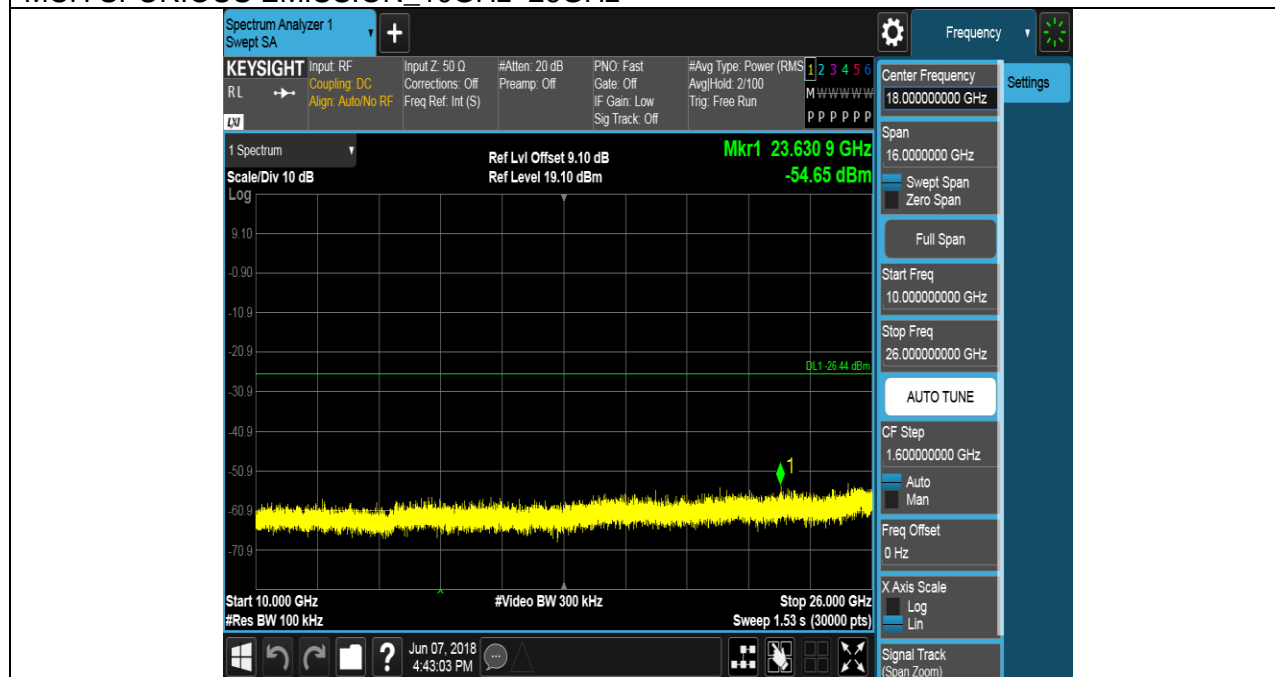 Spectrum Analyzer 1
Swept SA
+
Frequency
KEYSIGHT
RL
LXI
Input: RF
Coupling: DC
Align: Auto/No RF
Input Z: 50 Ω
Corrections: Off
Freq Ref: Int (S)
#Atten: 20 dB
Preamp: Off
PNO: Fast
Gate: Off
IF Gain: Low
Sig Track: Off
#Avg Type: Power (RMS
Avg|Hold: 2/100
Trig: Free Run
1 2 3 4 5 6
M W W W W W
P P P P P P
1 Spectrum
Scale/Div 10 dB
Ref Lvl Offset 9.10 dB
Ref Level 19.10 dBm
Mkr1 23.630 9 GHz
-54.65 dBm
Log
9.10
-0.90
-10.9
-20.9
DL1 -26.44 dBm
-30.9
-40.9
-50.9
1
-60.9
-70.9
Start 10.000 GHz
#Video BW 300 kHz
Stop 26.000 GHz
#Res BW 100 kHz
Sweep 1.53 s (30000 pts)
?
Jun 07, 2018
4:43:03 PM
Center Frequency
18.000000000 GHz
Settings
Span
16.0000000 GHz
Swept Span
Zero Span
Full Span
Start Freq
10.000000000 GHz
Stop Freq
26.000000000 GHz
AUTO TUNE
CF Step
1.600000000 GHz
Auto
Man
Freq Offset
0 Hz
X Axis Scale
Log
Lin
Signal Track
(Span Zoom)